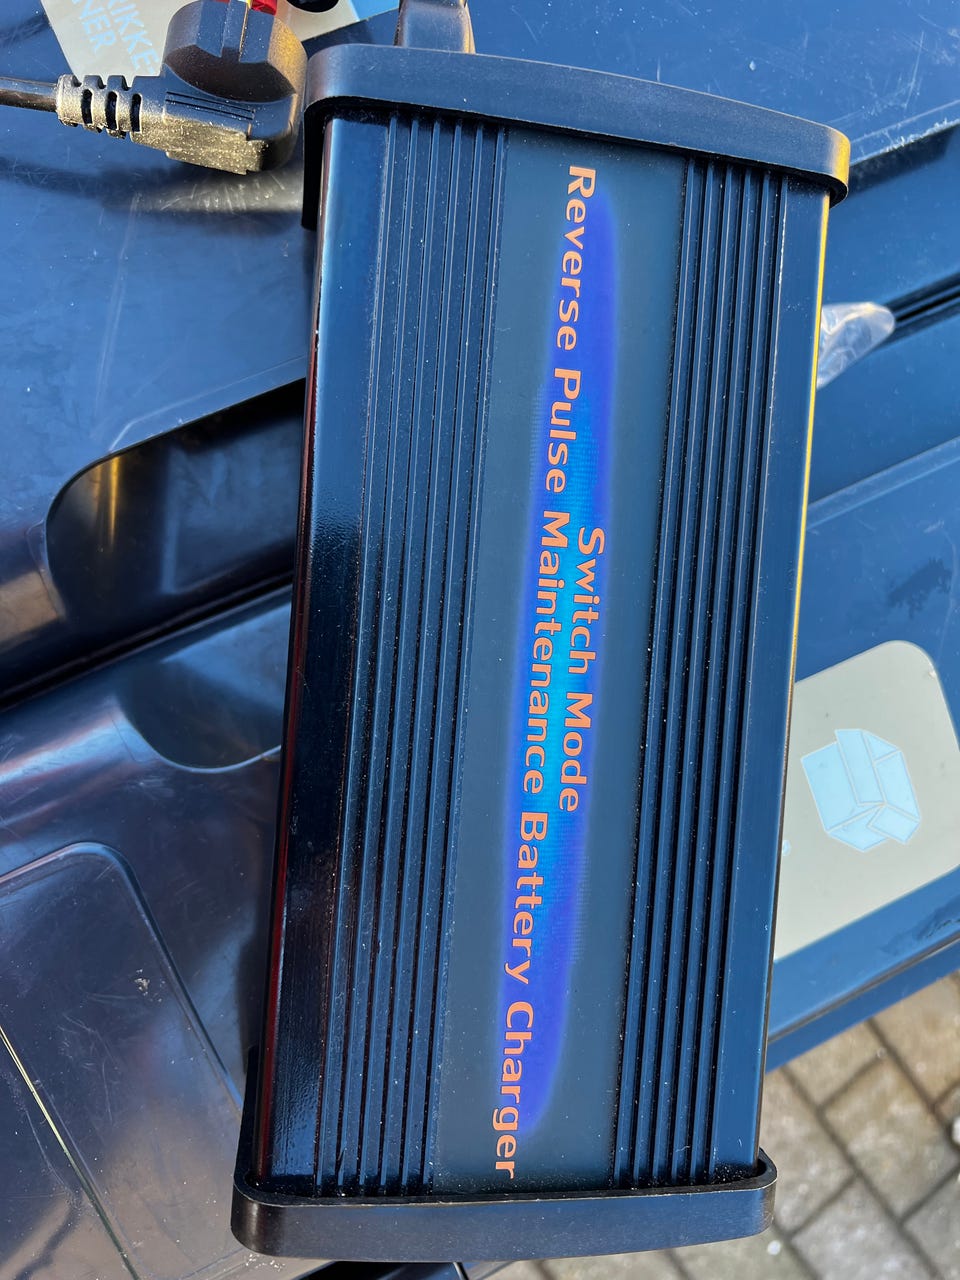 Switch Mode
Reverse Pulse Maintenance Battery Charger